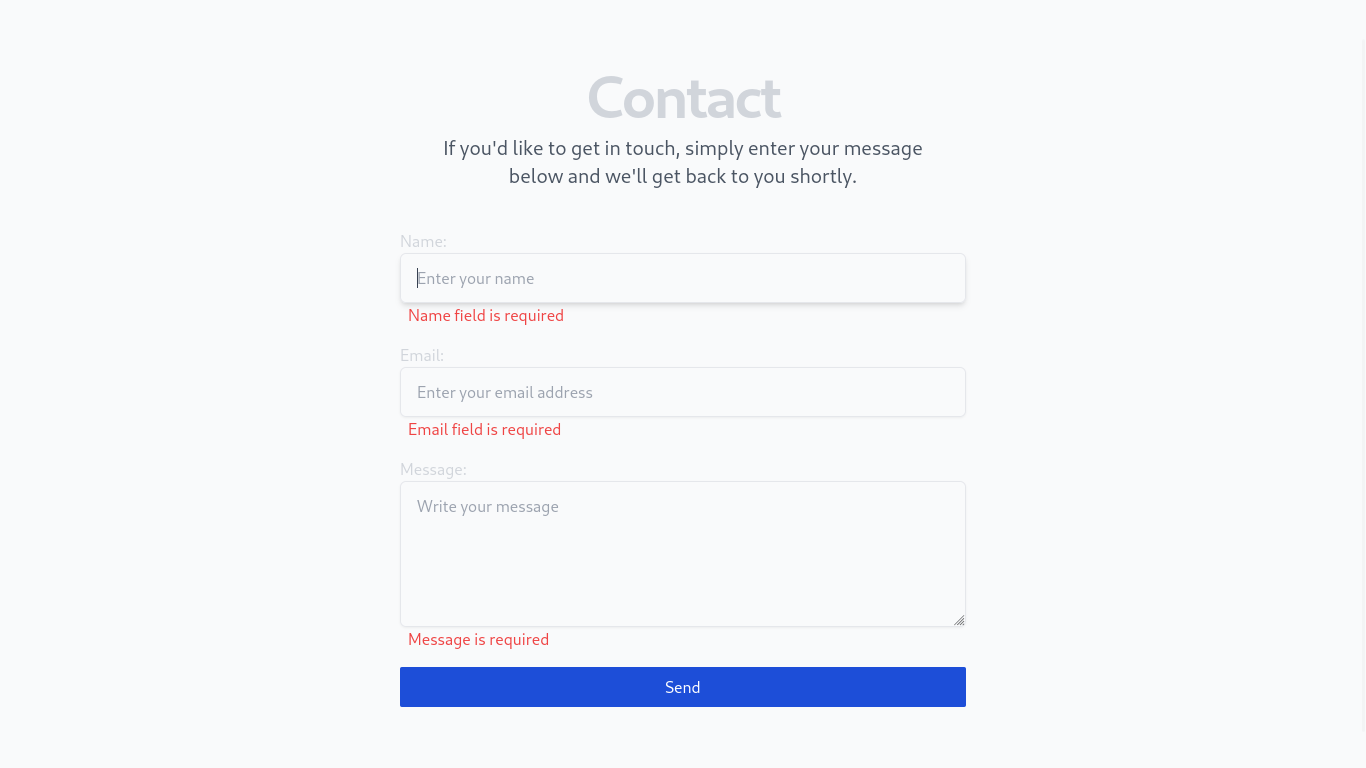 Contact
If you'd like to get in touch, simply enter your message
below and we'll get back to you shortly.
Name:
Enter your name
Name field is required
Email:
Enter your email address
Email field is required
Message:
Write your message
Message is required
Send